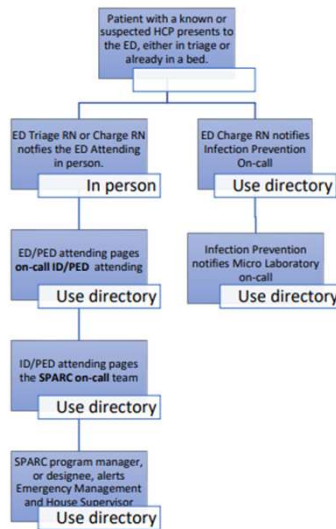 Patient with a known or
suspected HCP presents to
the ED, either in triage or
already in a bed.
ED Triage RN or Charge RN
notfies the ED Attending
in person.
In person
ED Charge RN notifies
Infection Prevention
On-call
Use directory
ED/PED attending pages
on-call ID/PED attending
Use directory
Infection Prevention
notifies Micro Laboratory
on-call
Use directory
ID/PED attending pages
the SPARC on-call team
Use directory
SPARC program manager,
or designee, alerts
Emergency Management
and House Supervisor
Use directory